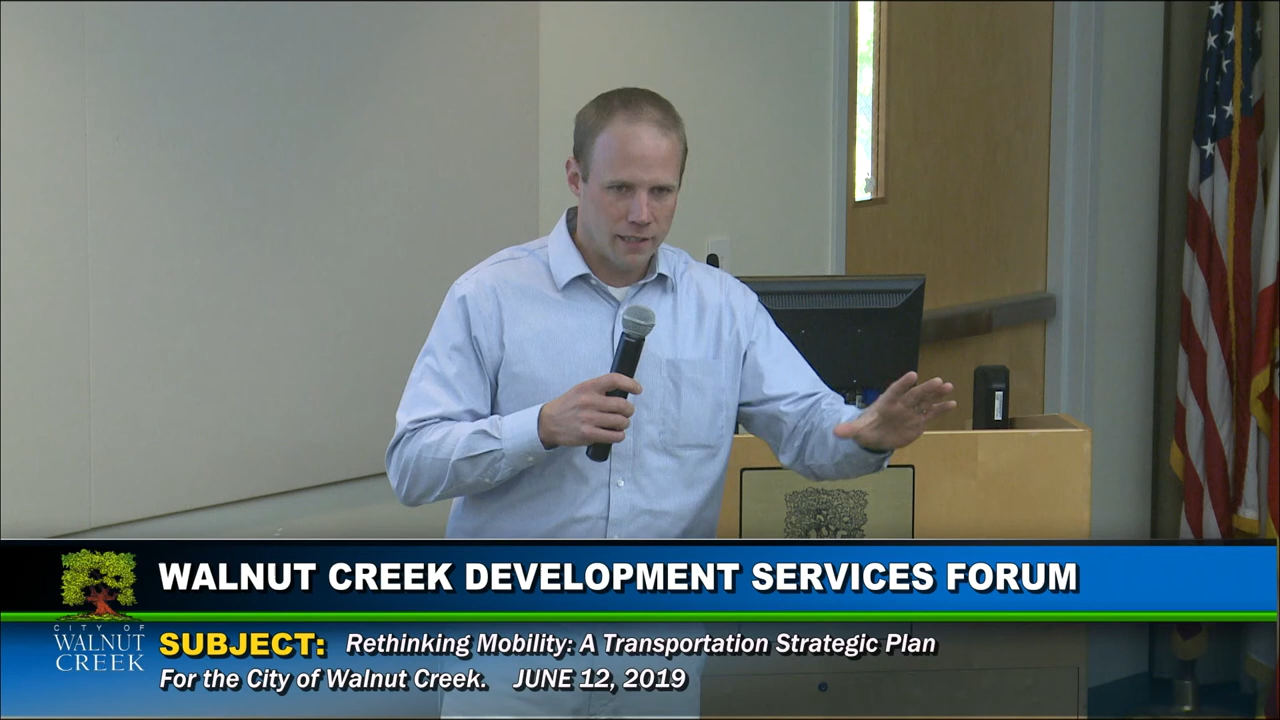 WALNUT CREEK DEVELOPMENT SERVICES FORUM
CITY OF
WALNUT
CREEK
SUBJECT: Rethinking Mobility: A Transportation Strategic Plan
For the City of Walnut Creek. JUNE 12, 2019